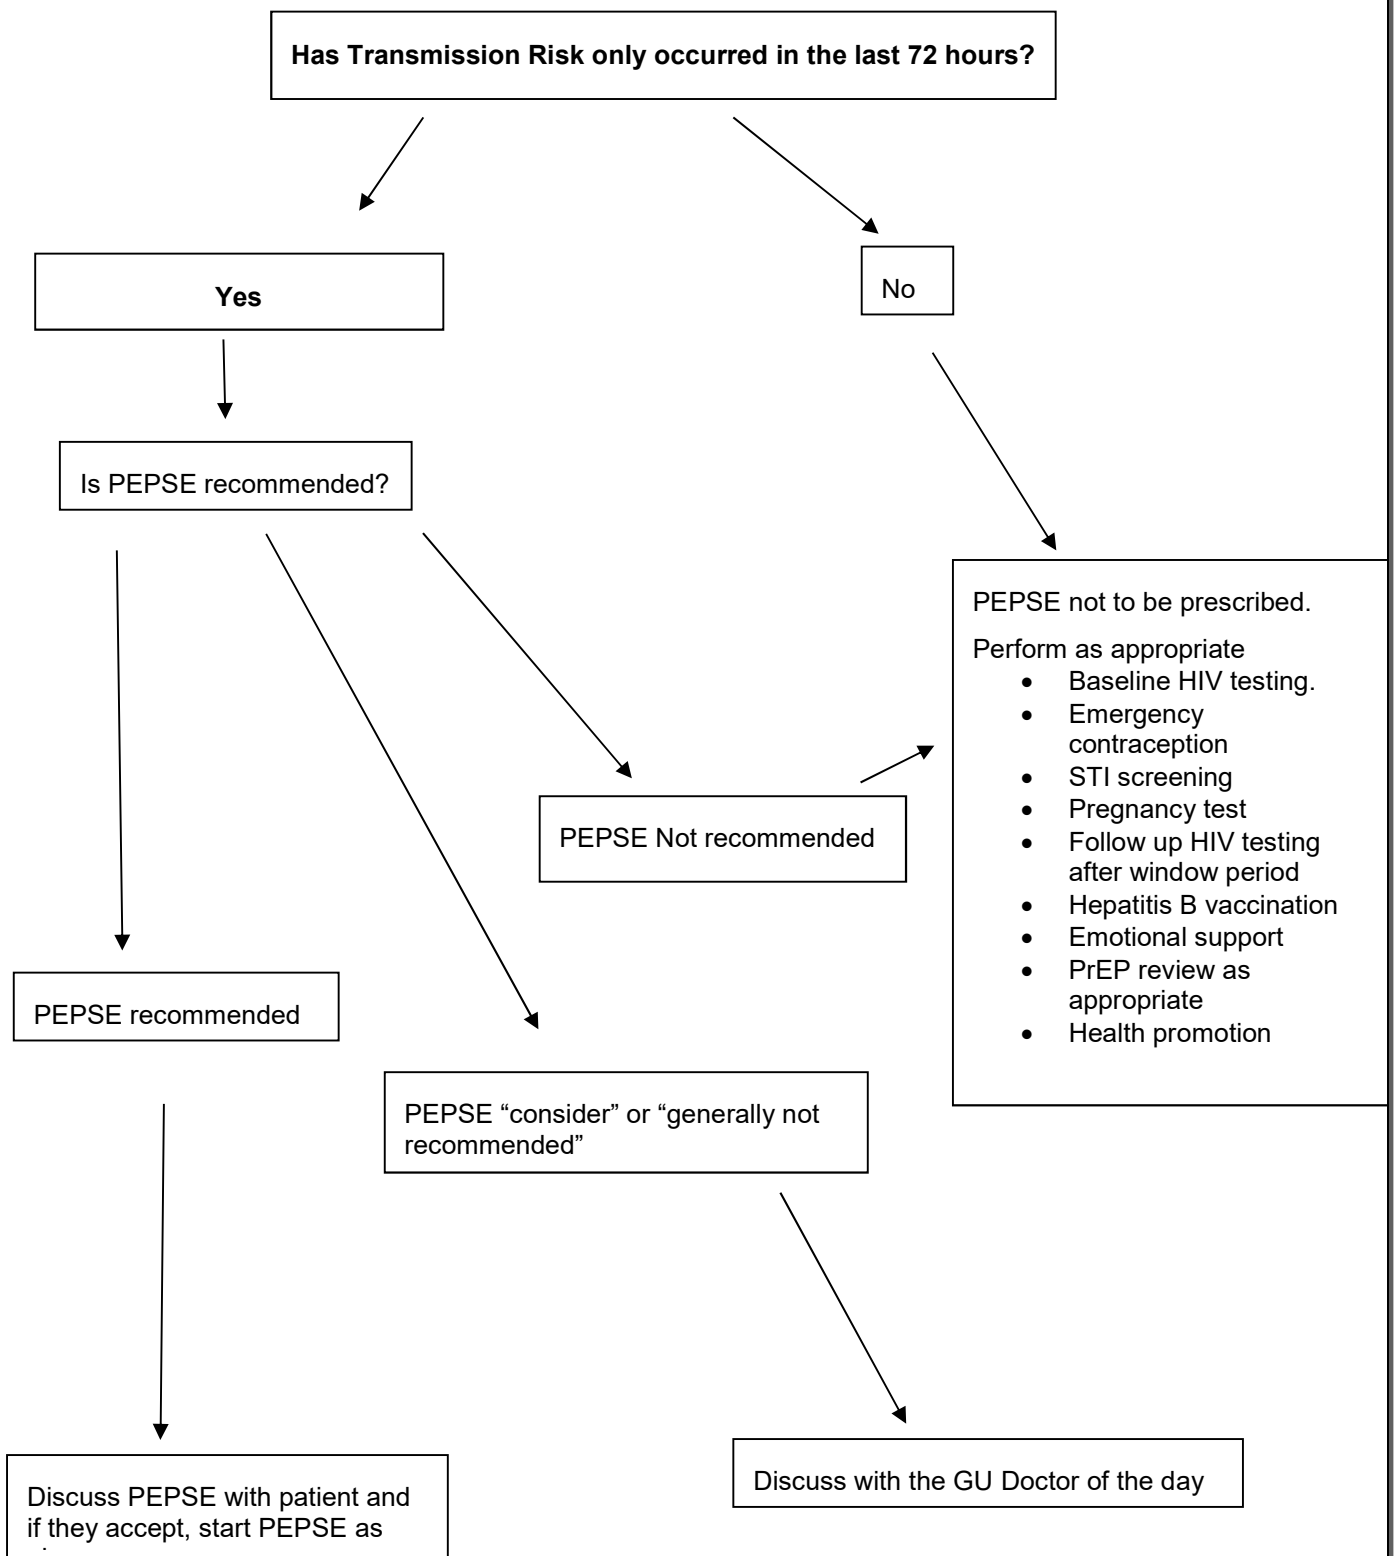 Has Transmission Risk only occurred in the last 72 hours?
Yes
No
Is PEPSE recommended?
PEPSE not to be prescribed.
Perform as appropriate
• Baseline HIV testing.
• Emergency
contraception
• STI screening
• Pregnancy test
• Follow up HIV testing
after window period
• Hepatitis B vaccination
• Emotional support
• PrEP review as
appropriate
• Health promotion
PEPSE Not recommended
PEPSE recommended
PEPSE “consider” or “generally not
recommended”
Discuss with the GU Doctor of the day
Discuss PEPSE with patient and
if they accept, start PEPSE as